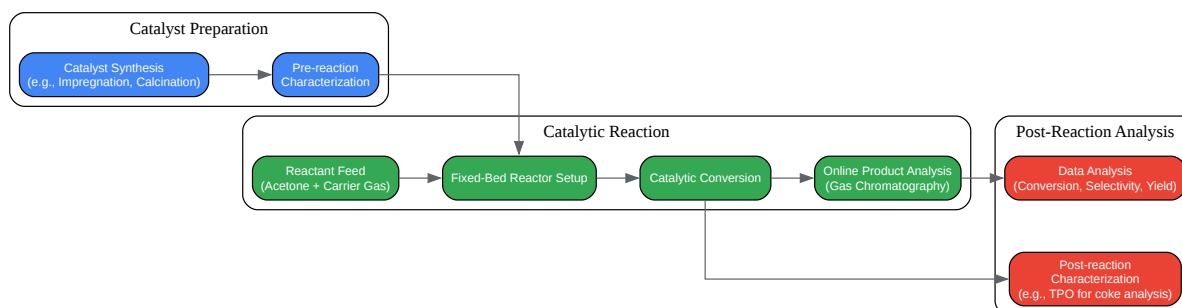 Catalyst Preparation
Catalyst Synthesis
(e.g., Impregnation, Calcination)
Pre-reaction
Characterization
Catalytic Reaction
Reactant Feed
(Acetone + Carrier Gas)
Fixed-Bed Reactor Setup
Catalytic Conversion
Online Product Analysis
(Gas Chromatography)
Post-Reaction Analysis
Data Analysis
(Conversion, Selectivity, Yield)
Post-reaction
Characterization
(e.g., TPO for coke analysis)